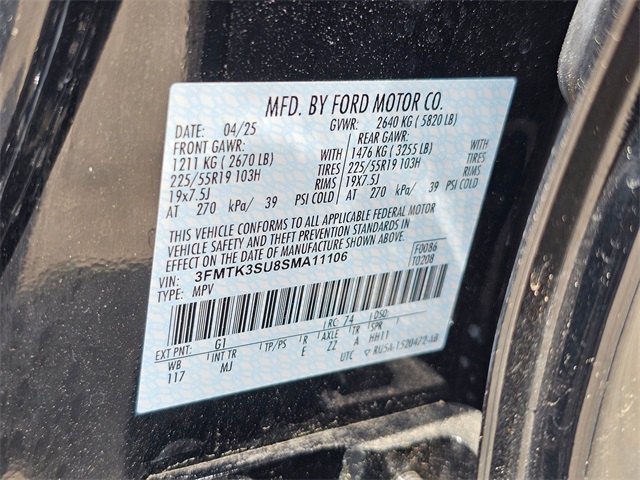 MFD. BY FORD MOTOR CO.
DATE: 04/25 GVWR: 2640 KG ( 5820 LB)
FRONT GAWR: REAR GAWR:
1211 KG ( 2670 LB) WITH 1476 KG ( 3255 LB) WITH
225/55R19 103H TIRES 225/55R19 103H TIRES
19x7.5J RIMS 19X7.5J RIMS
AT 270 kPa/ 39 PSI COLD AT 270 kPa/ 39 PSI COLD
THIS VEHICLE CONFORMS TO ALL APPLICABLE FEDERAL MOTOR
VEHICLE SAFETY AND THEFT PREVENTION STANDARDS IN
EFFECT ON THE DATE OF MANUFACTURE SHOWN ABOVE.
VIN: 3FMTK3SU8SMA11106 F0086
TYPE: MPV T0208
EXT PNT: G1 RC: 74 DSO:
WB INT TR TP/PS R AXLE TR SPR
117 MJ E ZZ A HH11
UTC RU5A-1520472-AB